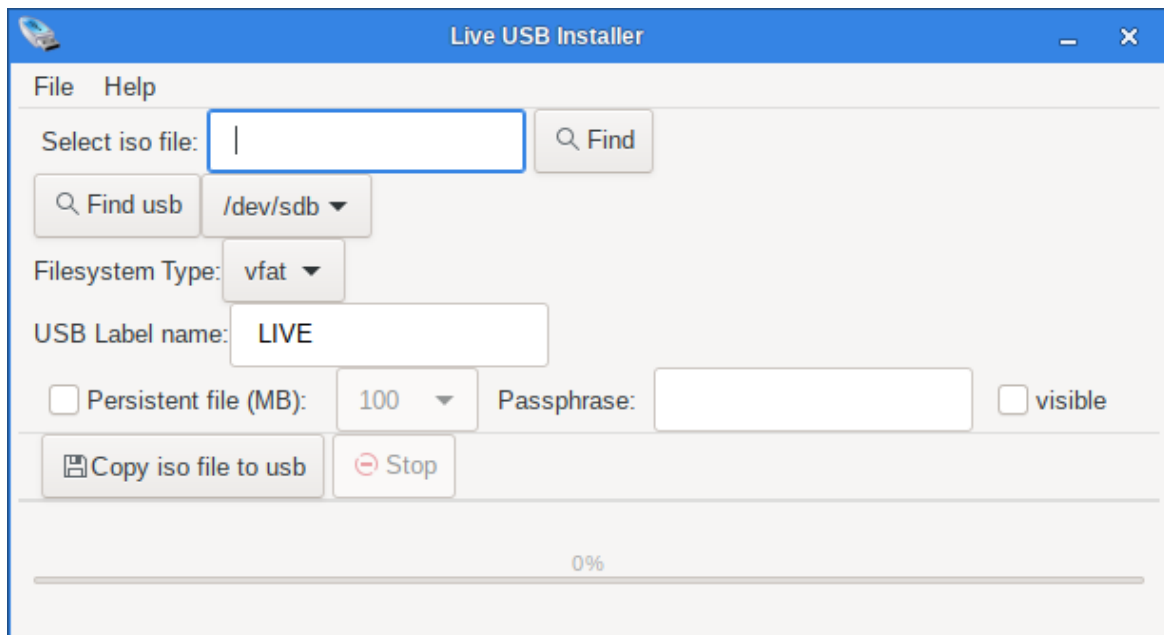 Live USB Installer
File Help
Select iso file: Find
Find usb /dev/sdb
Filesystem Type: vfat
USB Label name: LIVE
Persistent file (MB): 100 Passphrase: visible
Copy iso file to usb Stop
0%